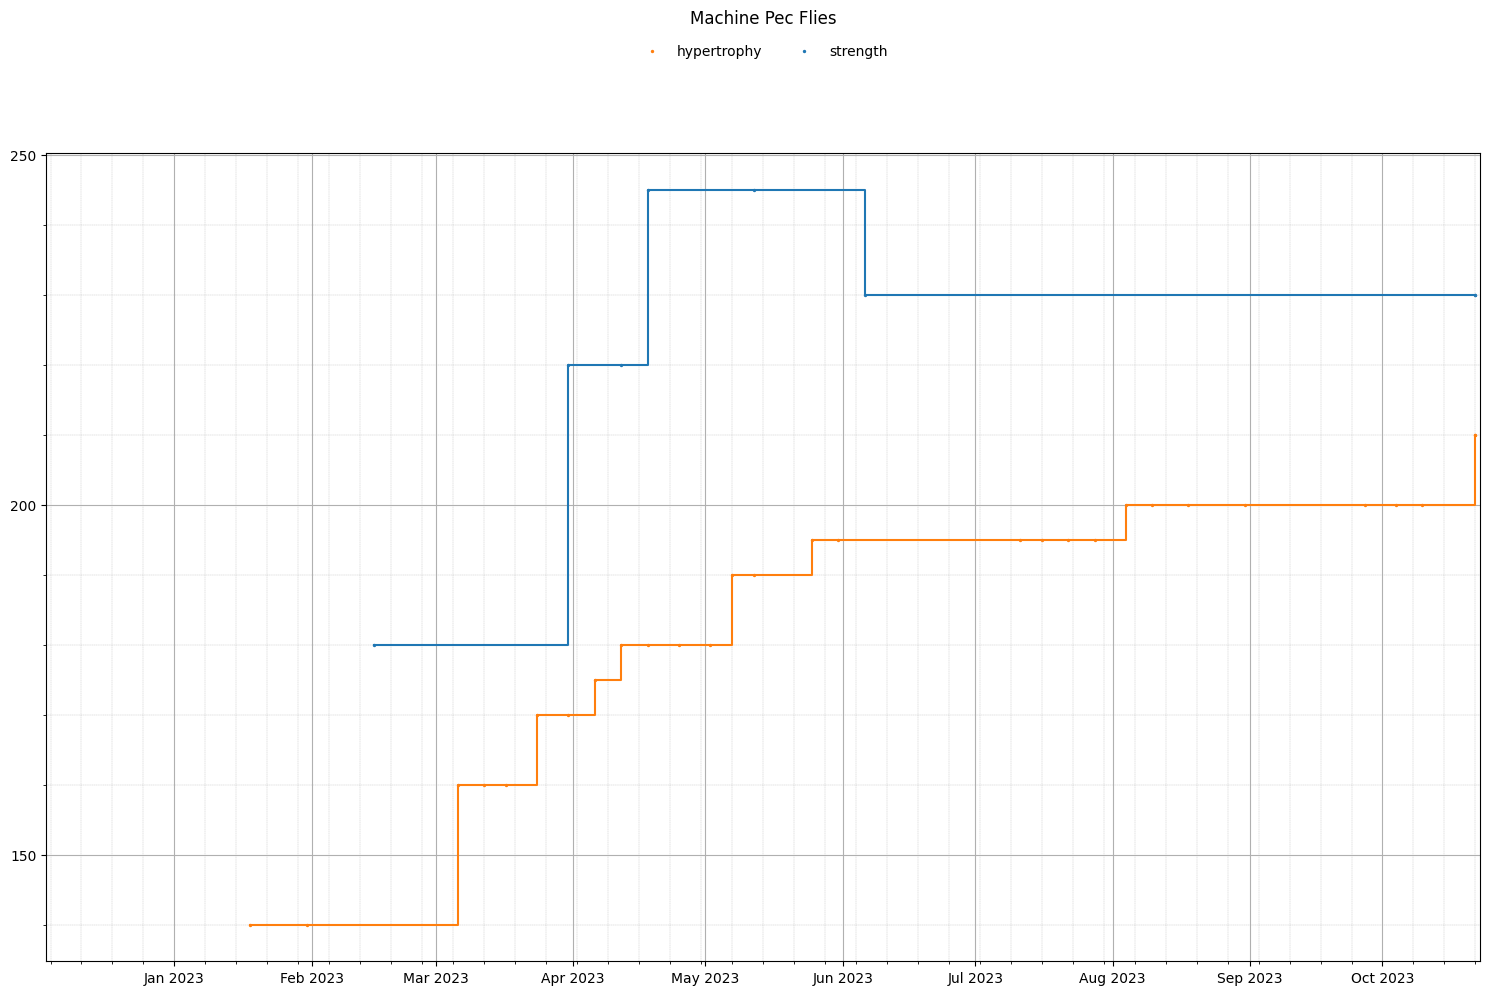 Machine Pec Flies
hypertrophy strength
250
200
150
Jan 2023 Feb 2023 Mar 2023 Apr 2023 May 2023 Jun 2023 Jul 2023 Aug 2023 Sep 2023 Oct 2023